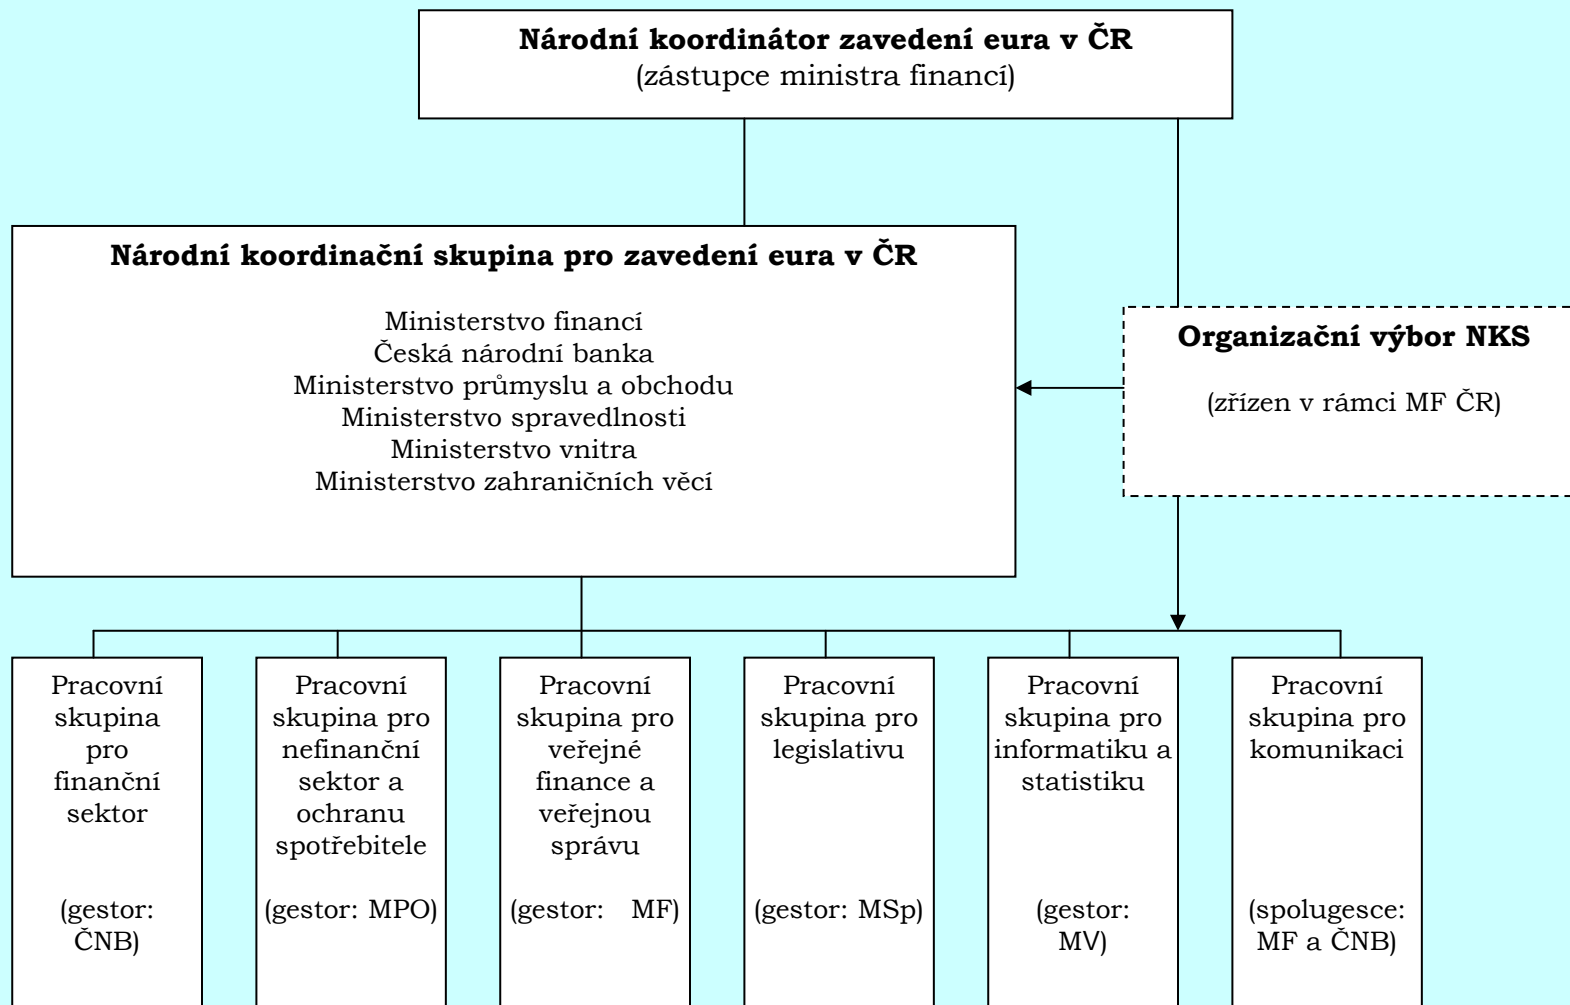 Národní koordinátor zavedení eura v ČR
(zástupce ministra financí)
Národní koordinační skupina pro zavedení eura v ČR
Ministerstvo financí
Česká národní banka
Ministerstvo průmyslu a obchodu
Ministerstvo spravedlnosti
Ministerstvo vnitra
Ministerstvo zahraničních věcí
Organizační výbor NKS
(zřízen v rámci MF ČR)
Pracovní
skupina
pro
finanční
sektor
(gestor:
ČNB)
Pracovní
skupina pro
nefinanční
sektor a
ochranu
spotřebitele
(gestor: MPO)
Pracovní
skupina pro
veřejné
finance a
veřejnou
správu
(gestor: MF)
Pracovní
skupina pro
legislativu
(gestor: MSp)
Pracovní
skupina pro
informatiku a
statistiku
(gestor:
MV)
Pracovní
skupina pro
komunikaci
(spolugesce:
MF a ČNB)